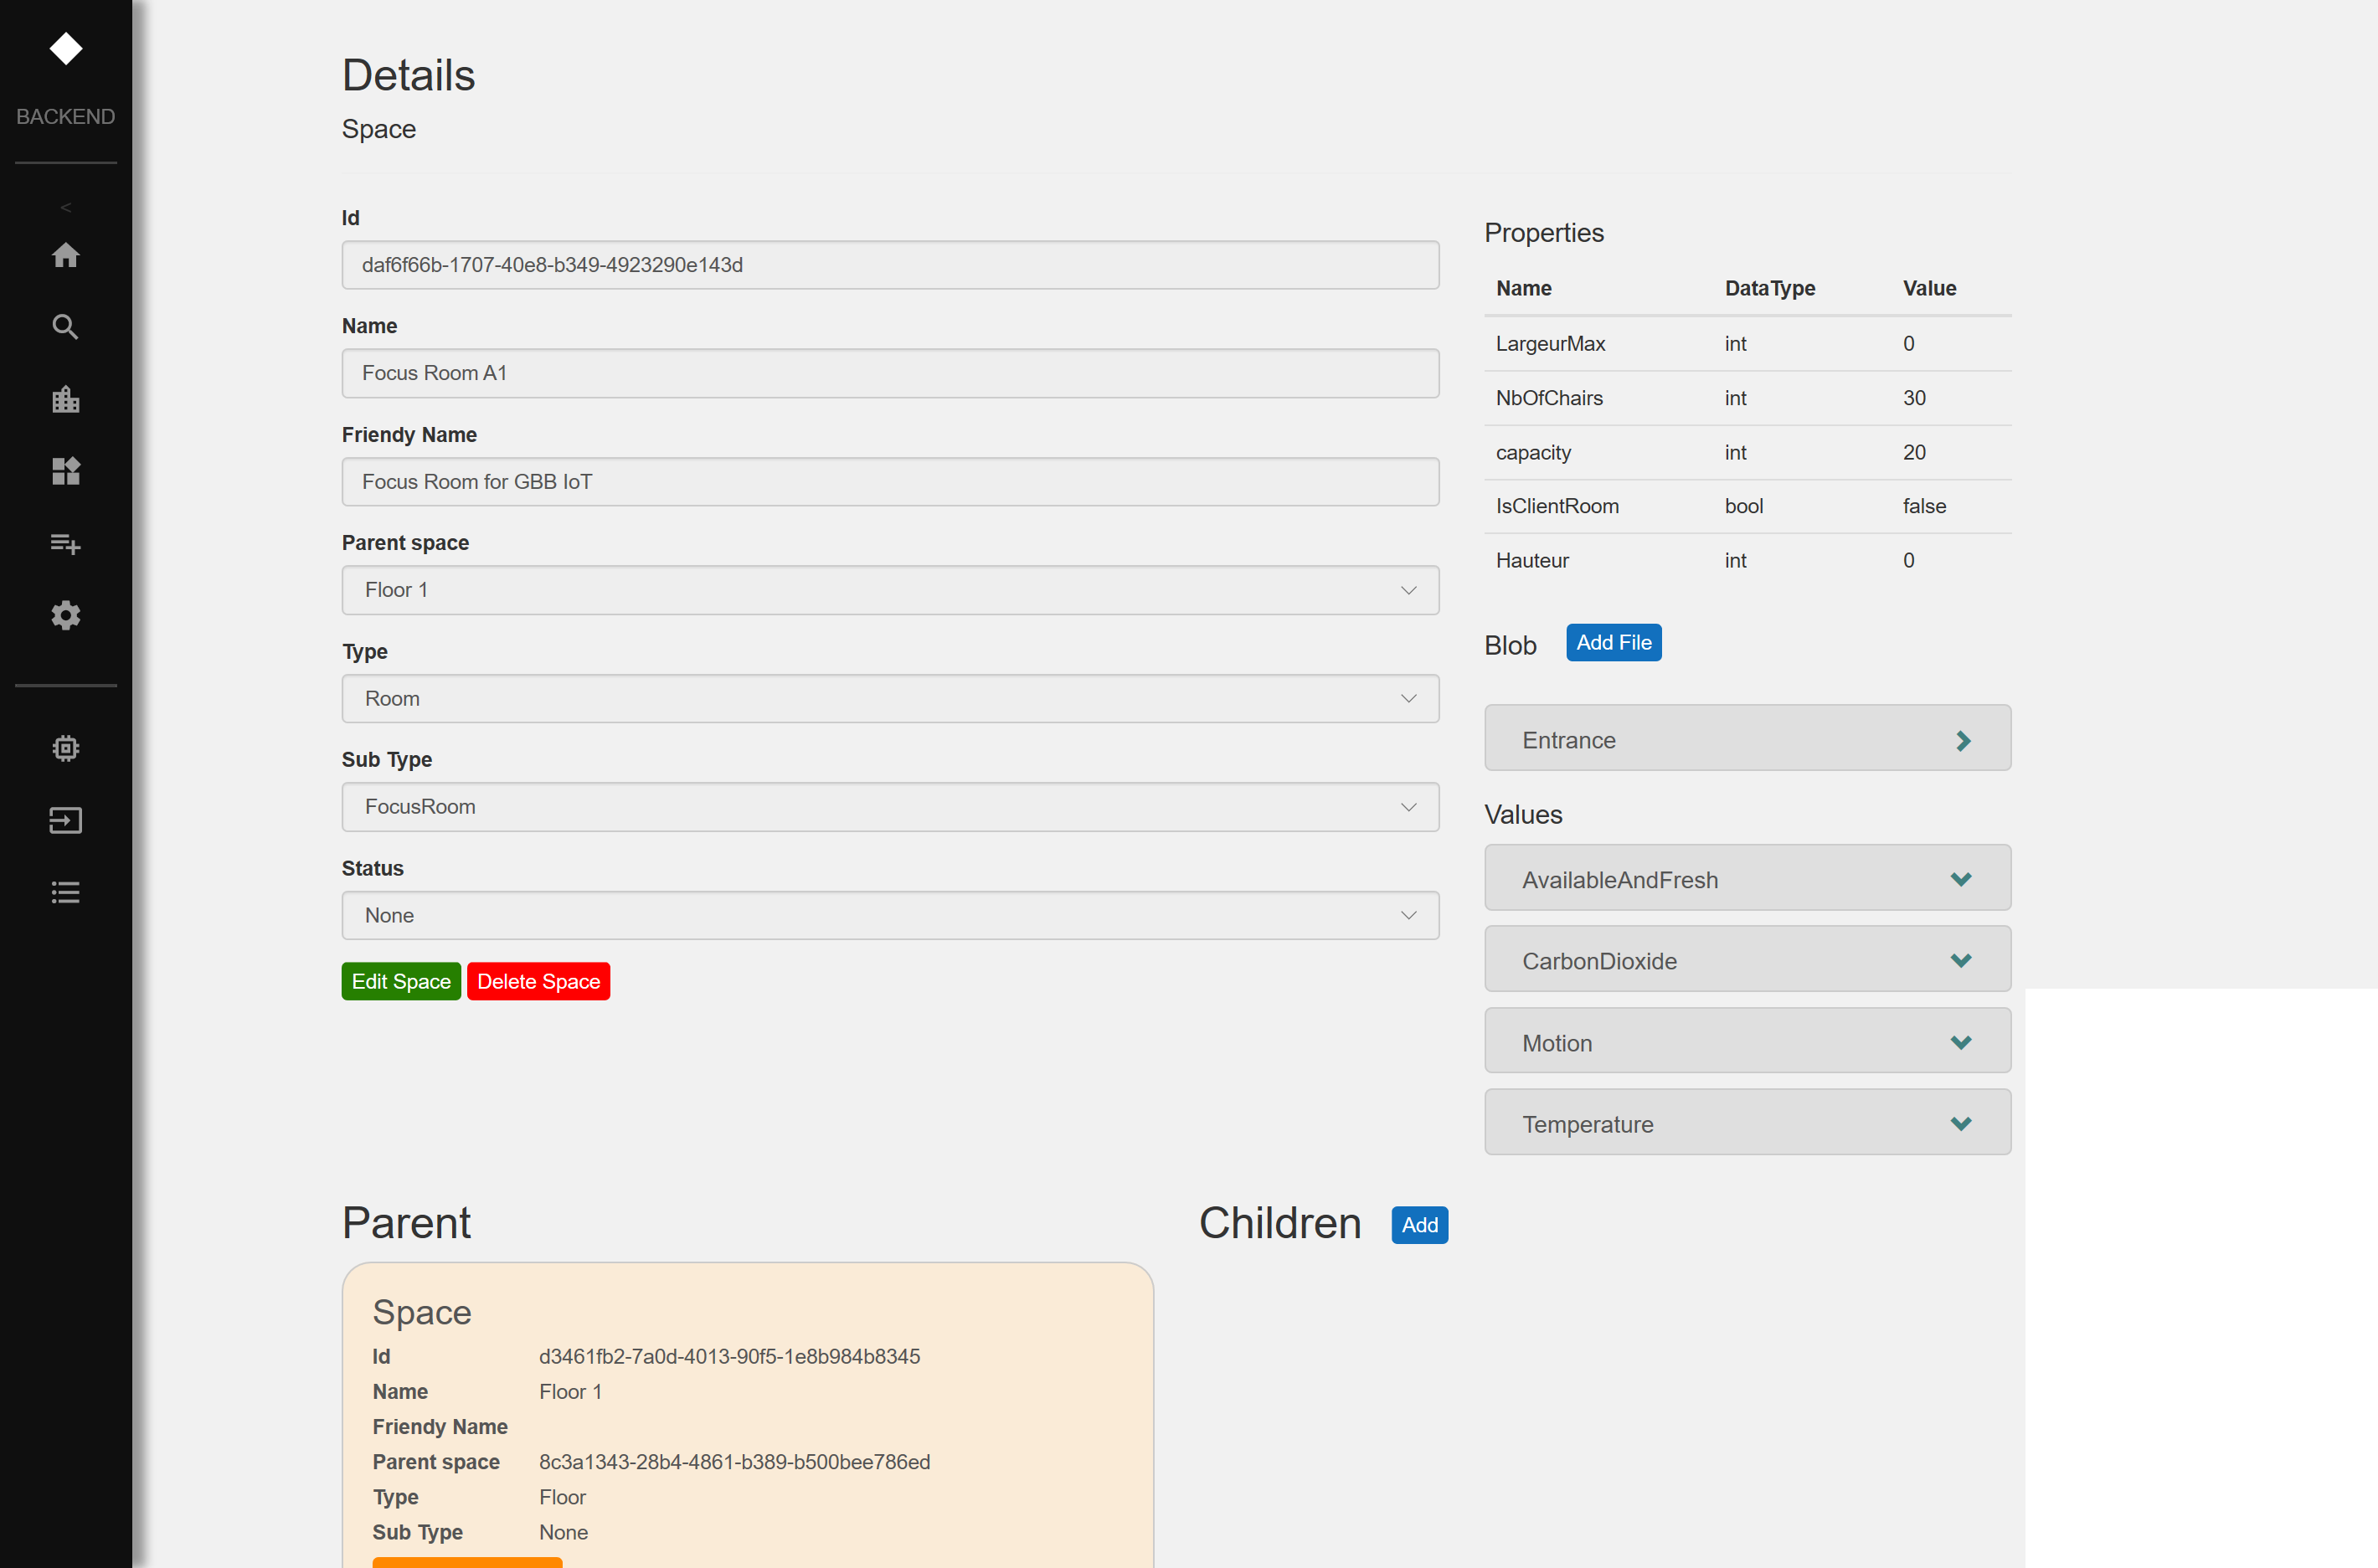 BACKEND
<
Details
Space
Id
daf6f66b-1707-40e8-b349-4923290e143d
Name
Focus Room A1
Friendy Name
Focus Room for GBB IoT
Parent space
Floor 1
Type
Room
Sub Type
FocusRoom
Status
None
Edit Space Delete Space
Properties
Name DataType Value
LargeurMax int 0
NbOfChairs int 30
capacity int 20
IsClientRoom bool false
Hauteur int 0
Blob Add File
Entrance
Values
AvailableAndFresh
CarbonDioxide
Motion
Temperature
Parent
Space
Id d3461fb2-7a0d-4013-90f5-1e8b984b8345
Name Floor 1
Friendy Name
Parent space 8c3a1343-28b4-4861-b389-b500bee786ed
Type Floor
Sub Type None
Children Add